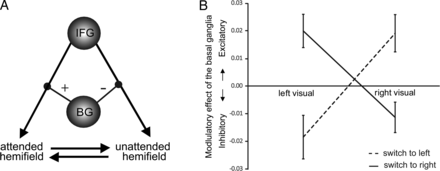 A
IFG
+
-
BG
attended
hemifield
unattended
hemifield
B
Modulatory effect of the basal ganglia
Inhibitory
Excitatory
0.03
0.02
0.01
0.00
-0.01
-0.02
-0.03
left visual
right visual
switch to left
switch to right